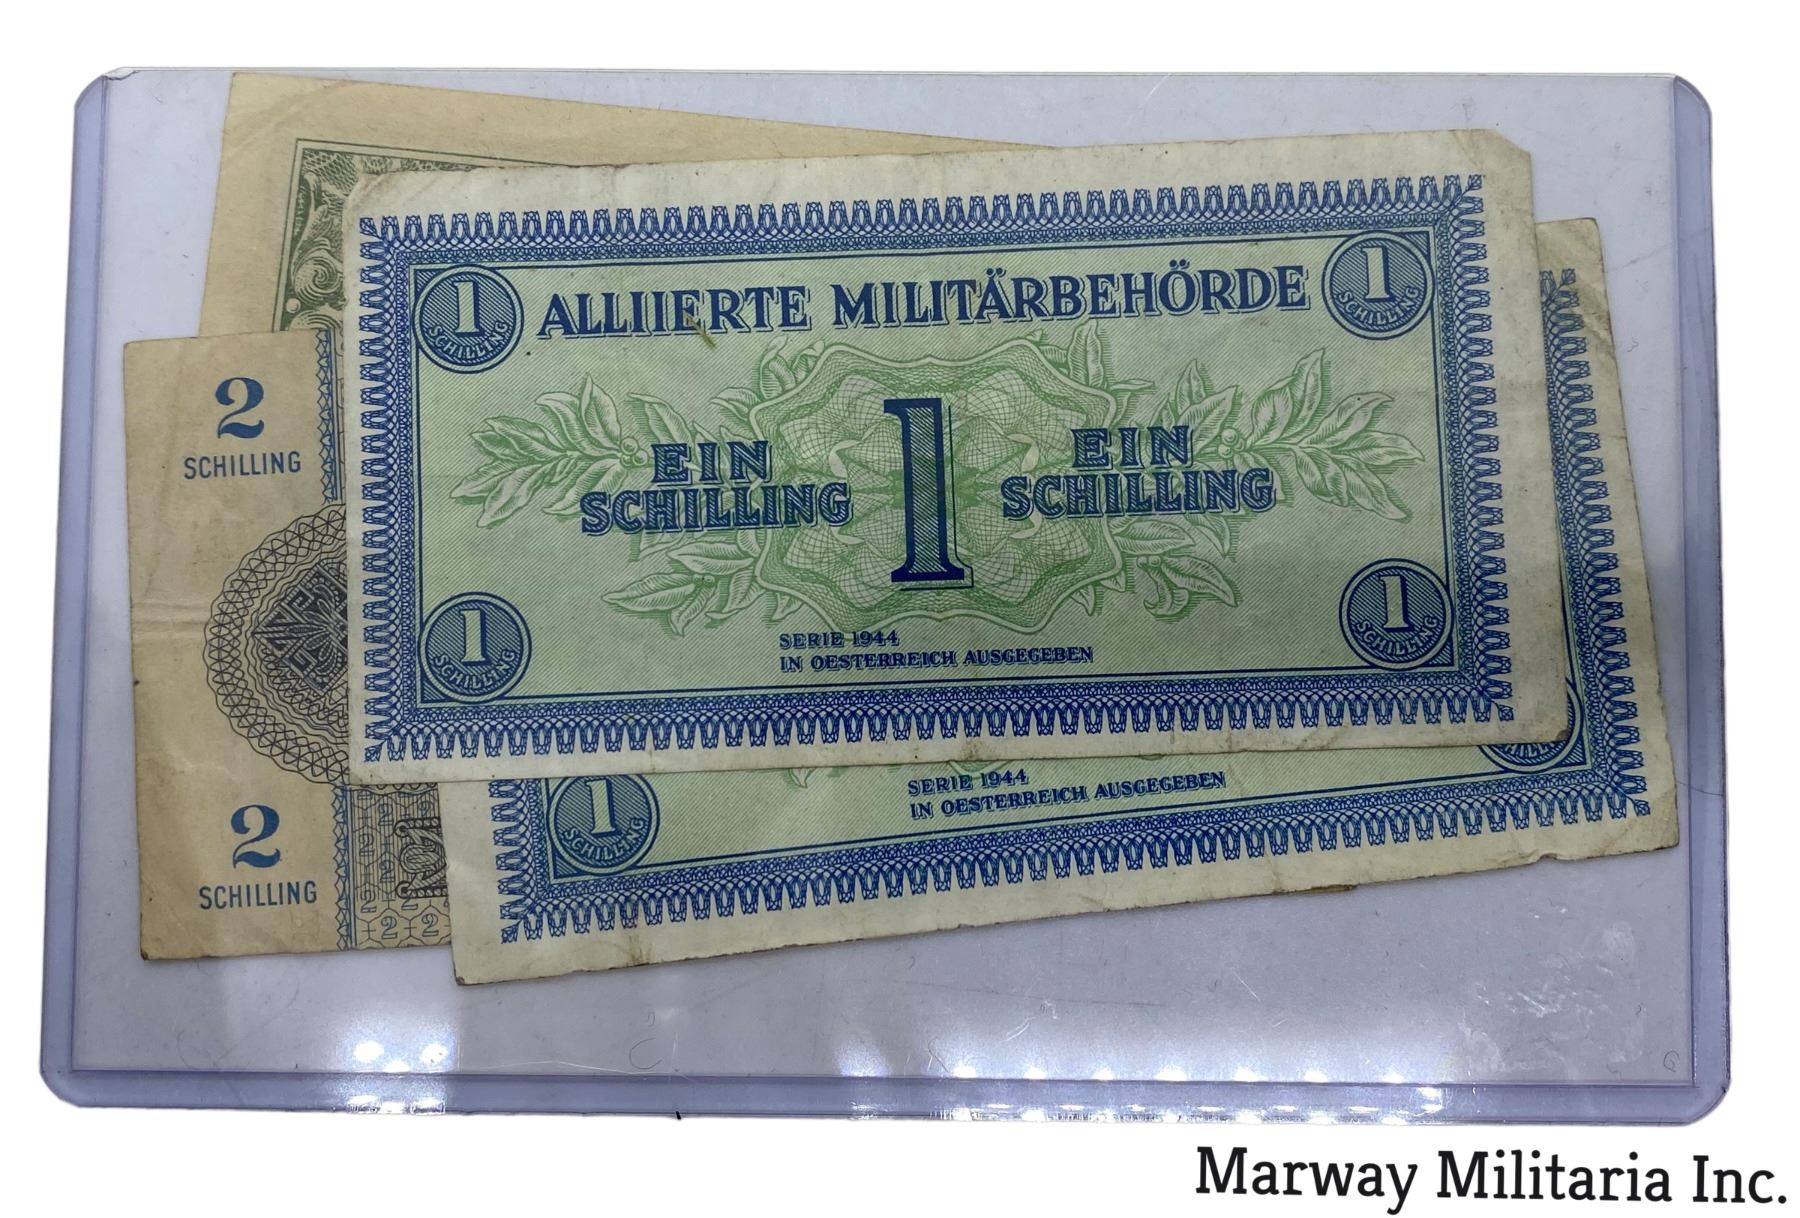 1 SCHILLING
ALLIIERTE MILITÄRBEHÖRDE
1 SCHILLING
EIN SCHILLING
1
EIN SCHILLING
1 SCHILLING
SERIE 1944
IN OESTERREICH AUSGEGEBEN
1 SCHILLING
2
SCHILLING
2
SCHILLING
1 SCHILLING
SERIE 1944
IN OESTERREICH AUSGEGEBEN
Marway Militaria Inc.